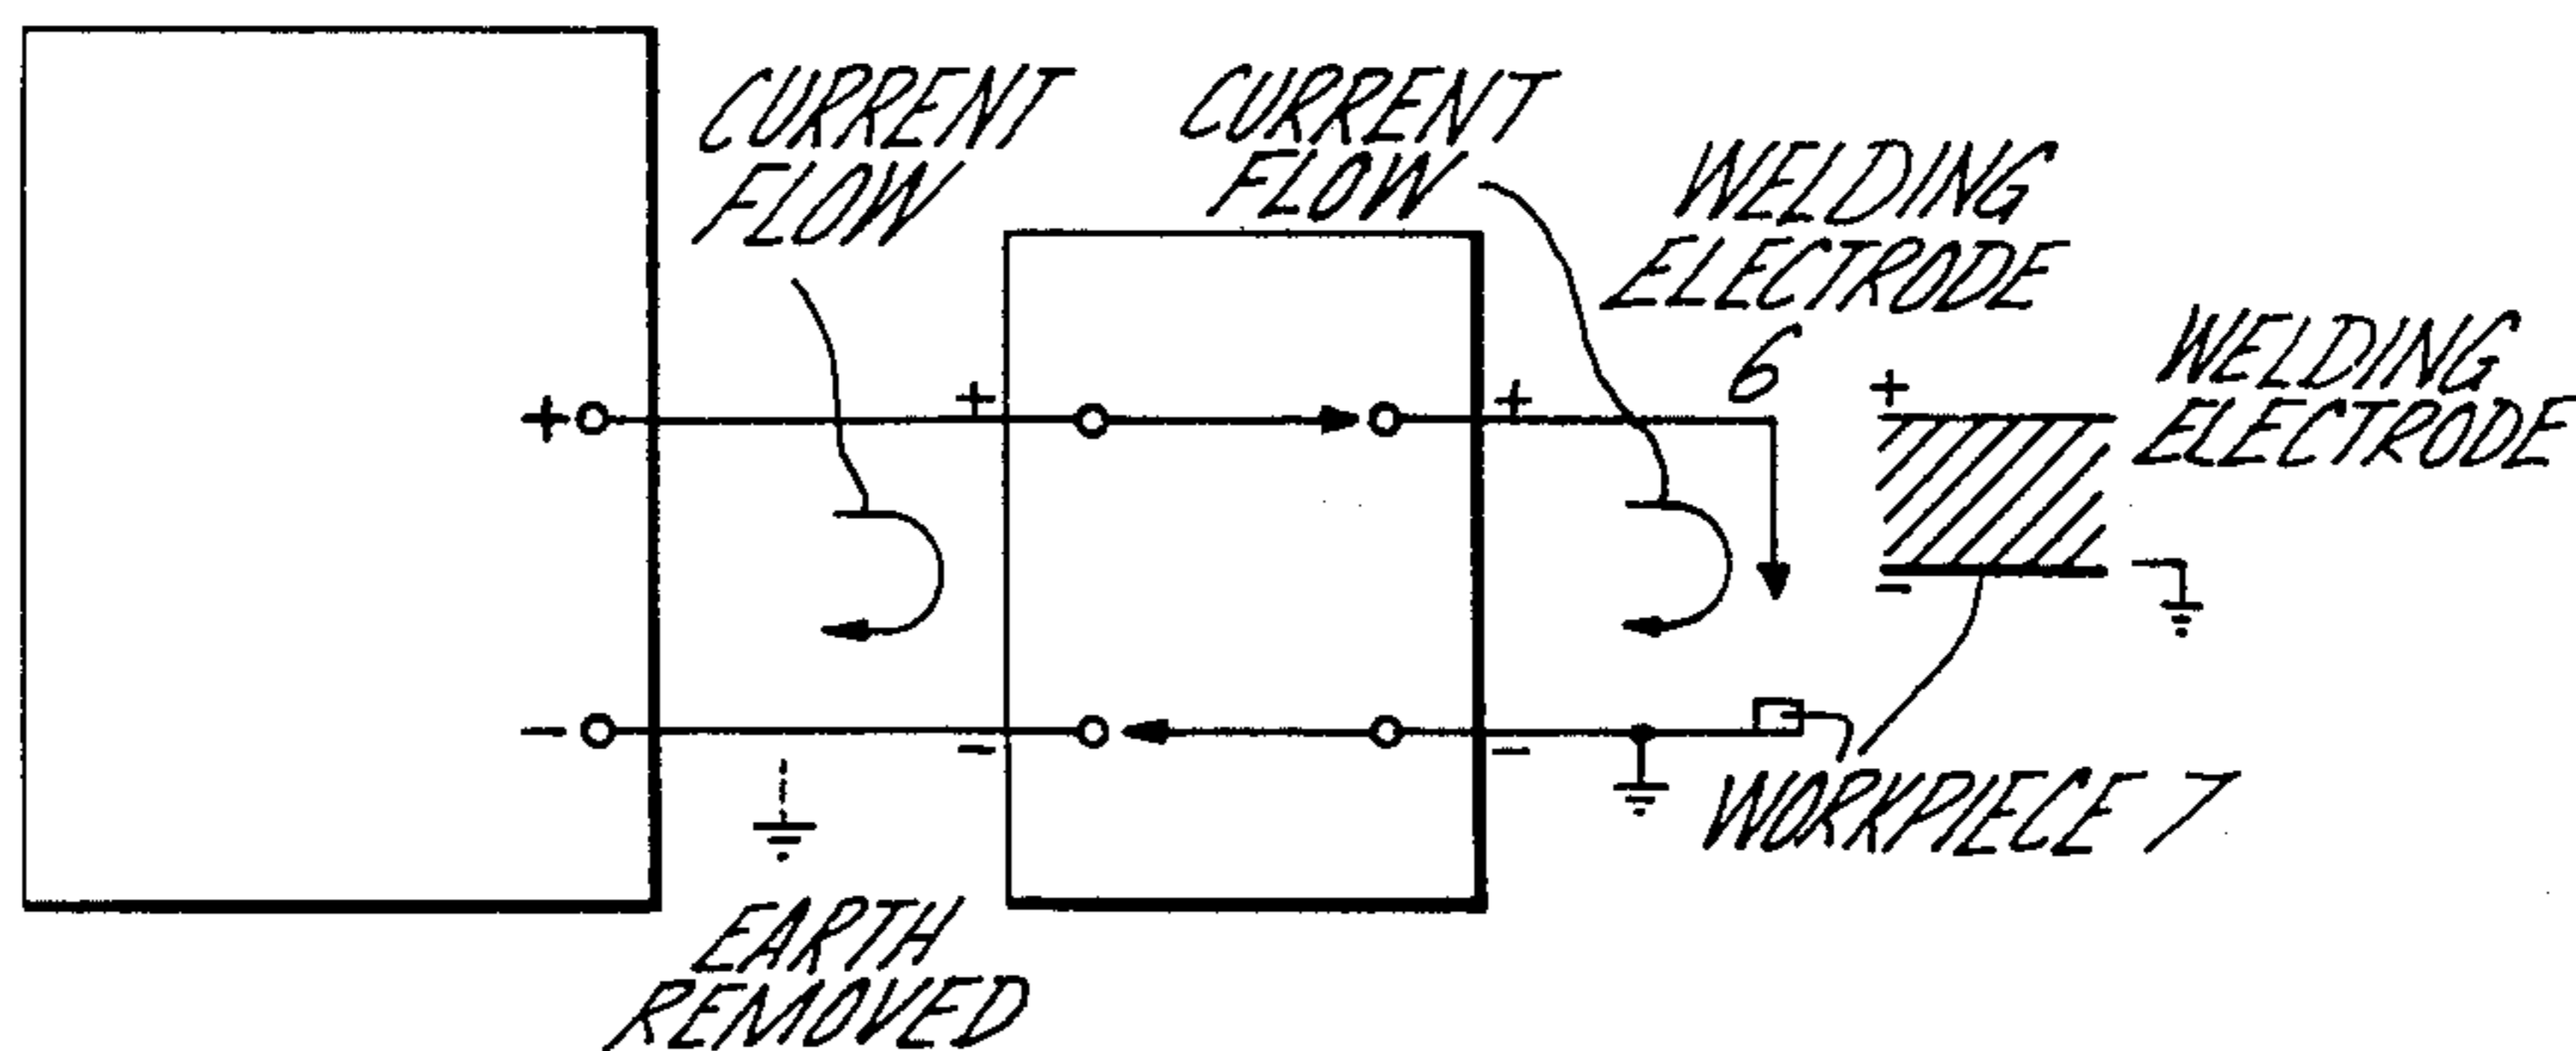 CURRENT
FLOW
CURRENT
FLOW
WELDING
ELECTRODE
6
WELDING
ELECTRODE
+
+
+
+
-
-
-
-
WORKPIECE 7
EARTH
REMOVED